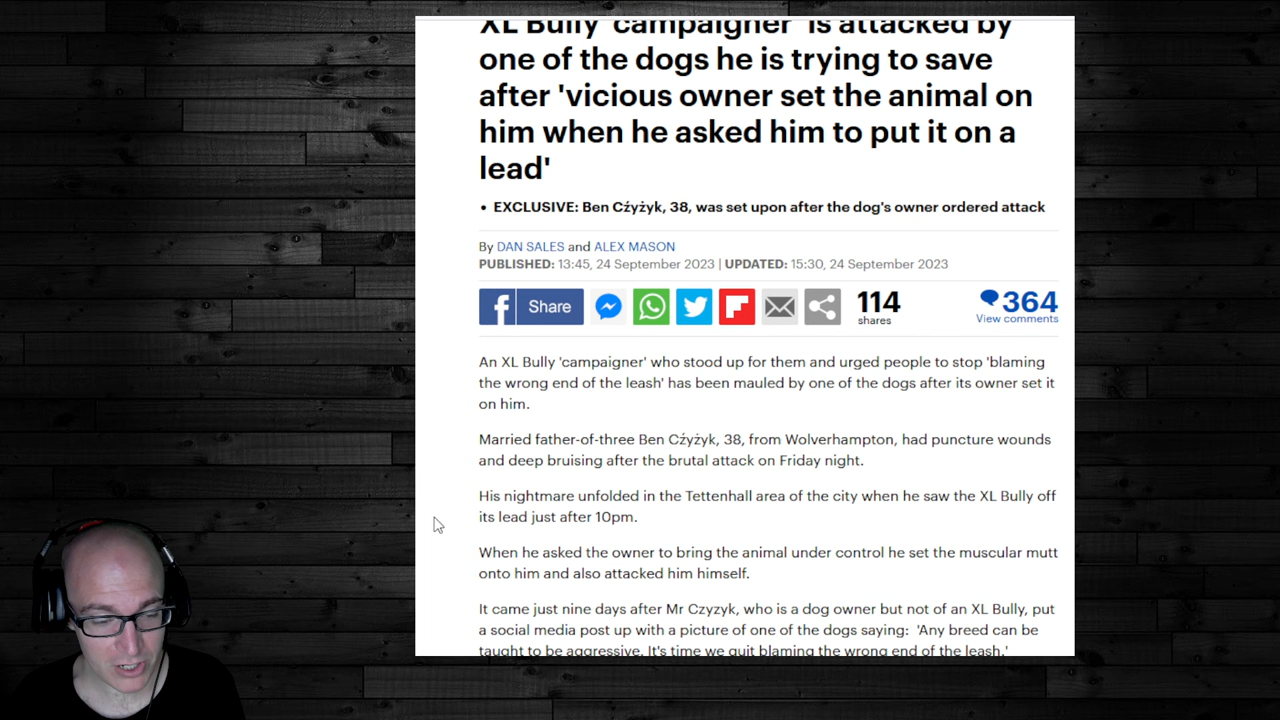 XL Bully 'campaigner' is attacked by
one of the dogs he is trying to save
after 'vicious owner set the animal on
him when he asked him to put it on a
lead'
• EXCLUSIVE: Ben Cźyżyk, 38, was set upon after the dog's owner ordered attack
By DAN SALES and ALEX MASON
PUBLISHED: 13:45, 24 September 2023 | UPDATED: 15:30, 24 September 2023
f Share
114
shares
364
View comments
An XL Bully 'campaigner' who stood up for them and urged people to stop 'blaming
the wrong end of the leash' has been mauled by one of the dogs after its owner set it
on him.
Married father-of-three Ben Cźyżyk, 38, from Wolverhampton, had puncture wounds
and deep bruising after the brutal attack on Friday night.
His nightmare unfolded in the Tettenhall area of the city when he saw the XL Bully off
its lead just after 10pm.
When he asked the owner to bring the animal under control he set the muscular mutt
onto him and also attacked him himself.
It came just nine days after Mr Czyzyk, who is a dog owner but not of an XL Bully, put
a social media post up with a picture of one of the dogs saying: 'Any breed can be
taught to be aggressive. It's time we quit blaming the wrong end of the leash.'